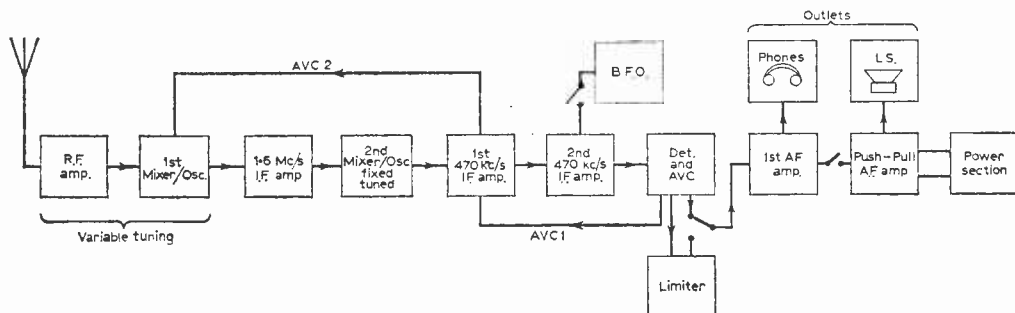 Outlets
Phones
L.S.
B.F.O.
AVC 2
R.F.
amp.
1st
Mixer/Osc.
1·6 Mc/s
I.F. amp
2nd
Mixer/Osc
fixed
tuned
1st
470 Kc/s
I.F. amp.
2nd
470 kc/s
I.F. amp.
Det.
and
AVC
1st AF
amp.
Push-Pull
A.F. amp
Power
section
Variable tuning
AVC 1
Limiter